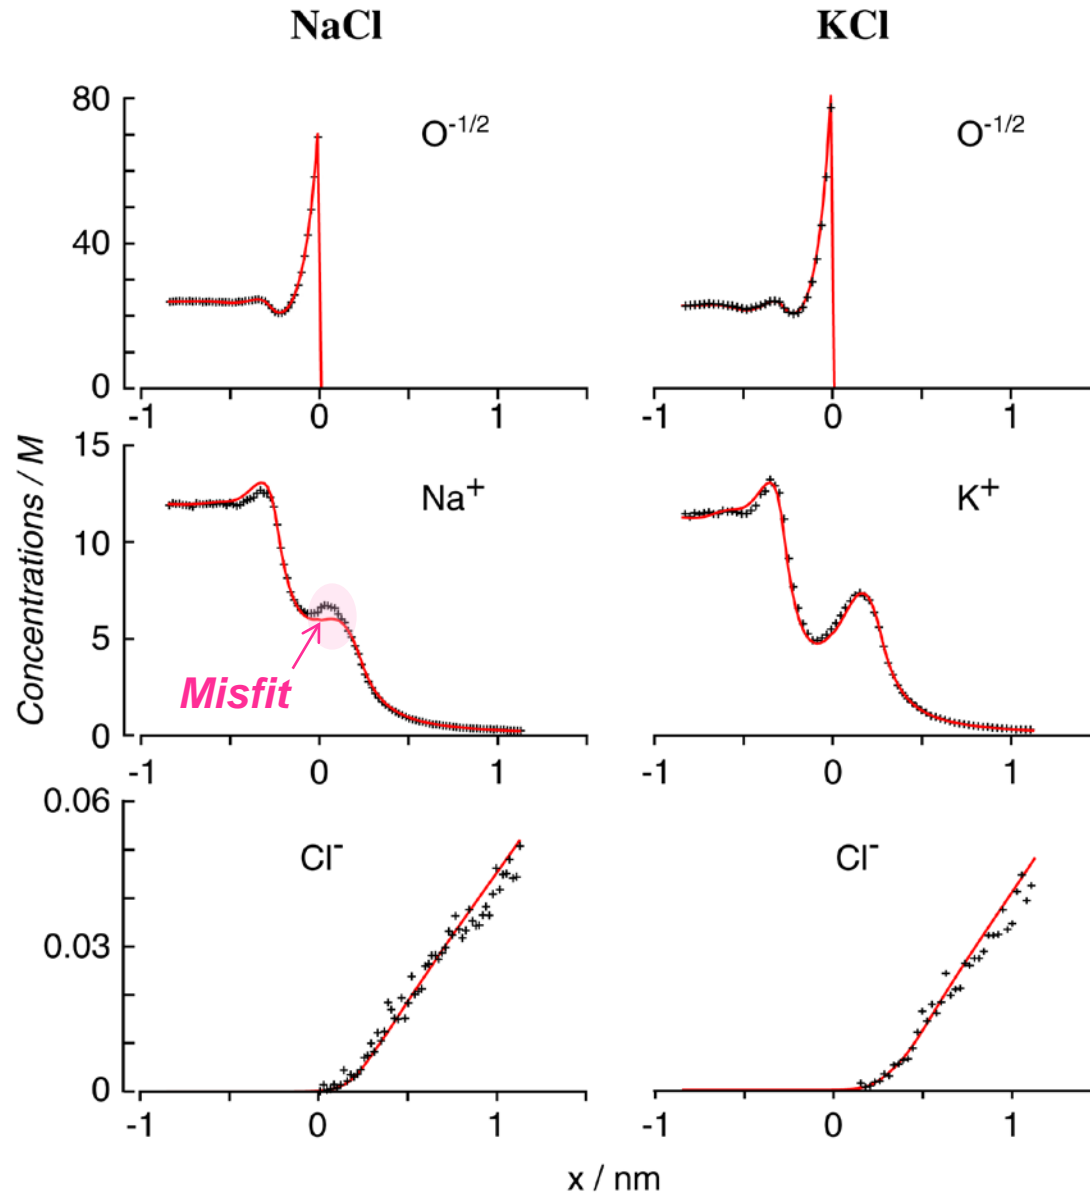 NaCl
KCl
80
40
0
O-1/2
-1 0 1
O-1/2
-1 0 1
Concentrations / M
15
10
5
0
Na+
Misfit
-1 0 1
K+
-1 0 1
0.06
0.03
0
Cl-
-1 0 1
Cl-
-1 0 1
x / nm